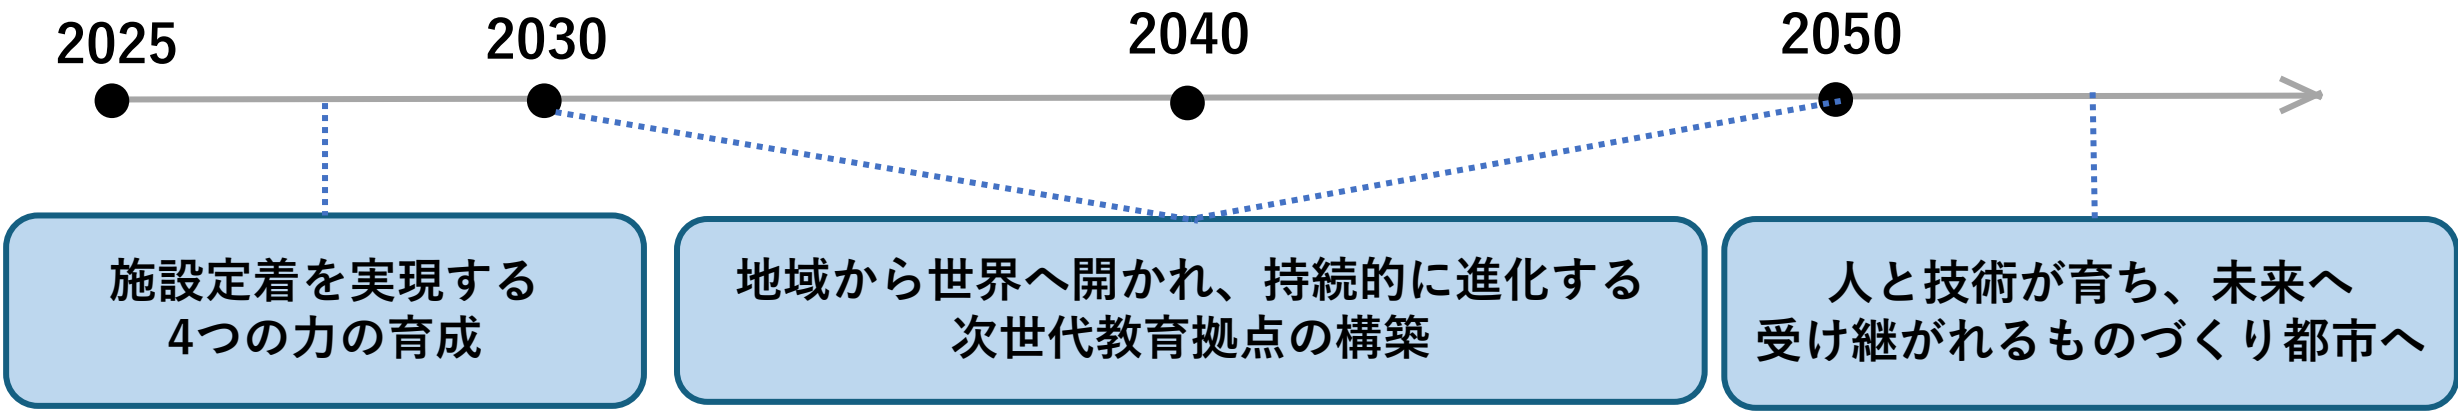 2025
2030
2040
2050
施設定着を実現する
4つの力の育成
地域から世界へ開かれ、持続的に進化する
次世代教育拠点の構築
人と技術が育ち、未来へ
受け継がれるものづくり都市へ